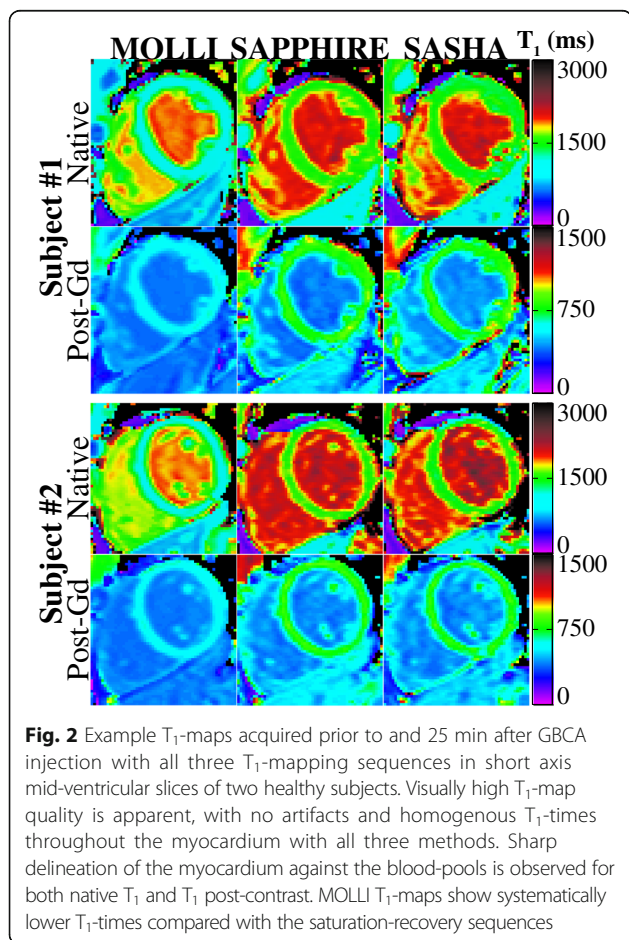 MOLLI SAPPHIRE SASHA T₁ (ms)
Subject #1
Native
3000
1500
0
Post-Gd
1500
750
0
Subject #2
Native
3000
1500
0
Post-Gd
1500
750
0
Fig. 2 Example T₁-maps acquired prior to and 25 min after GBCA
injection with all three T₁-mapping sequences in short axis
mid-ventricular slices of two healthy subjects. Visually high T₁-map
quality is apparent, with no artifacts and homogenous T₁-times
throughout the myocardium with all three methods. Sharp
delineation of the myocardium against the blood-pools is observed for
both native T₁ and T₁ post-contrast. MOLLI T₁-maps show systematically
lower T₁-times compared with the saturation-recovery sequences